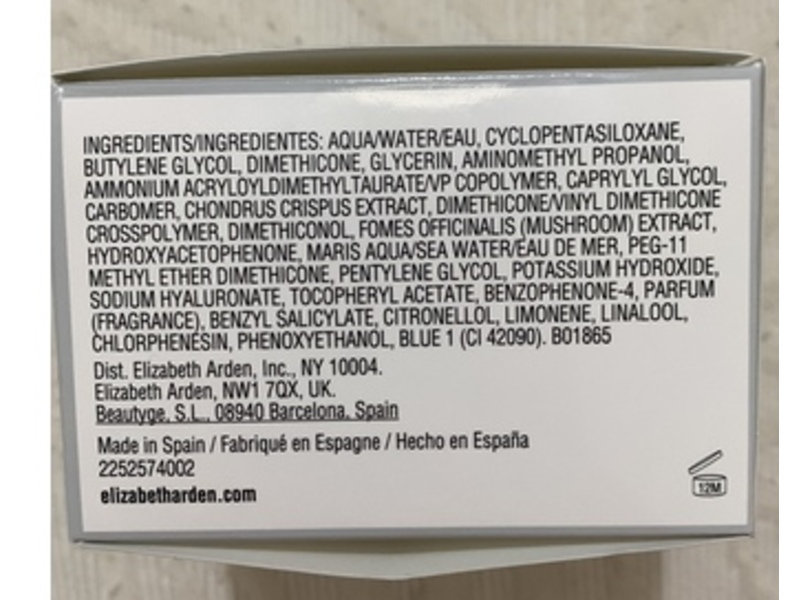 INGREDIENTS/INGREDIENTES: AQUA/WATER/EAU, CYCLOPENTASILOXANE,
BUTYLENE GLYCOL, DIMETHICONE, GLYCERIN, AMINOMETHYL PROPANOL,
AMMONIUM ACRYLOYLDIMETHYLTAURATE/VP COPOLYMER, CAPRYLYL GLYCOL,
CARBOMER, CHONDRUS CRISPUS EXTRACT, DIMETHICONE/VINYL DIMETHICONE
CROSSPOLYMER, DIMETHICONOL, FOMES OFFICINALIS (MUSHROOM) EXTRACT,
HYDROXYACETOPHENONE, MARIS AQUA/SEA WATER/EAU DE MER, PEG-11
METHYL ETHER DIMETHICONE, PENTYLENE GLYCOL, POTASSIUM HYDROXIDE,
SODIUM HYALURONATE, TOCOPHERYL ACETATE, BENZOPHENONE-4, PARFUM
(FRAGRANCE), BENZYL SALICYLATE, CITRONELLOL, LIMONENE, LINALOOL,
CHLORPHENESIN, PHENOXYETHANOL, BLUE 1 (CI 42090). B01865
Dist. Elizabeth Arden, Inc., NY 10004.
Elizabeth Arden, NW1 7QX, UK.
Beautyge, S.L., 08940 Barcelona, Spain
Made in Spain / Fabriqué en Espagne / Hecho en España
2252574002
elizabetharden.com
12M